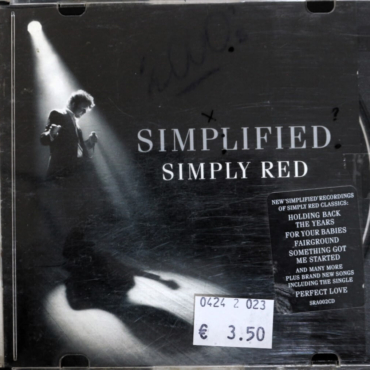 SIMPLIFIED
SIMPLY RED
NEW 'SIMPLIFIED' RECORDINGS
OF SIMPLY RED CLASSICS:
HOLDING BACK
THE YEARS
FOR YOUR BABIES
FAIRGROUND
SOMETHING GOT
ME STARTED
AND MANY MORE
PLUS BRAND NEW SONGS
INCLUDING THE SINGLE
'PERFECT LOVE'
SRA002CD
0424 2 023
€ 3.50